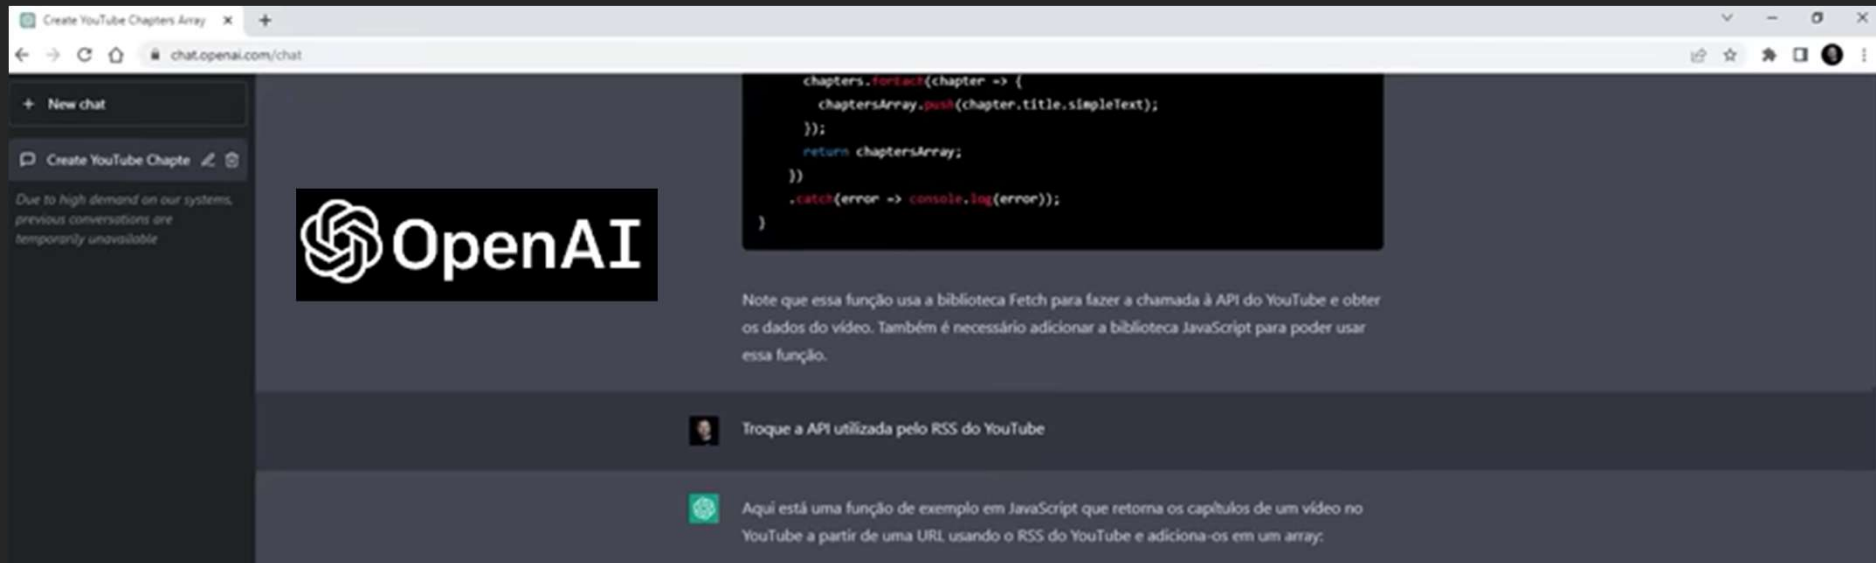 Create YouTube Chapters Array
chat.openai.com/chat
New chat
Create YouTube Chapte
Due to high demand on our systems,
previous conversations are
temporarily unavailable
OpenAI
chapters.foreach(chapter => {
chaptersArray.push(chapter.title.simpleText);
});
return chaptersArray;
})
.catch(error => console.log(error));
}
Note que essa função usa a biblioteca Fetch para fazer a chamada à API do YouTube e obter
os dados do vídeo. Também é necessário adicionar a biblioteca JavaScript para poder usar
essa função.
Troque a API utilizada pelo RSS do YouTube
Aqui está uma função de exemplo em JavaScript que retorna os capítulos de um vídeo no
YouTube a partir de uma URL usando o RSS do YouTube e adiciona-os em um array: